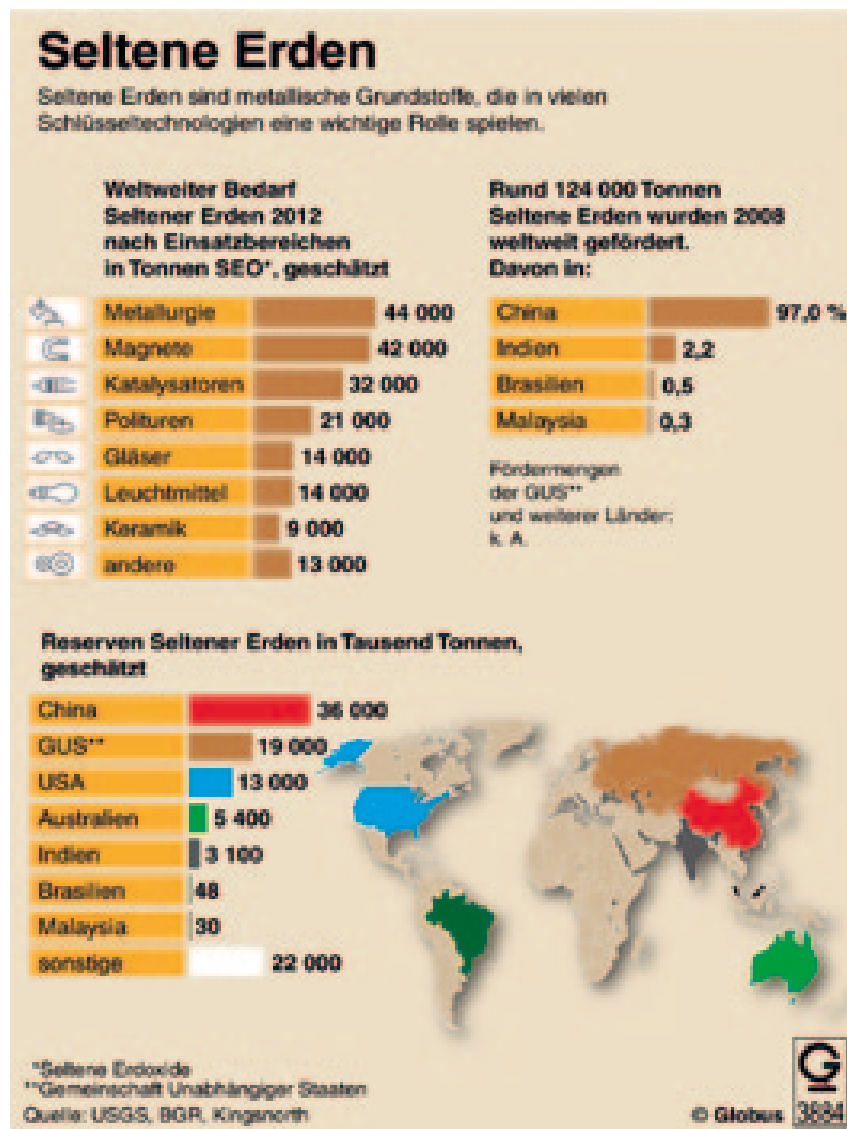 Seltene Erden
Seltene Erden sind metallische Grundstoffe, die in vielen
Schlüsseltechnologien eine wichtige Rolle spielen.
Weltweiter Bedarf
Seltener Erden 2012
nach Einsatzbereichen
in Tonnen SEO*, geschätzt
Metallurgie 44 000
Magnete 42 000
Katalysatoren 32 000
Polituren 21 000
Gläser 14 000
Leuchtmittel 14 000
Keramik 9 000
andere 13 000
Rund 124 000 Tonnen
Seltene Erden wurden 2008
weltweit gefördert.
Davon in:
China 97,0 %
Indien 2,2
Brasilien 0,5
Malaysia 0,3
Fördermengen
der GUS**
und weiterer Länder:
k. A.
Reserven Seltener Erden in Tausend Tonnen,
geschätzt
China 36 000
GUS** 19 000
USA 13 000
Australien 5 400
Indien 3 100
Brasilien 48
Malaysia 30
sonstige 22 000
*Seltene Erdoxide
**Gemeinschaft Unabhängiger Staaten
Quelle: USGS, BGR, Kingsnorth
© Globus
G
3884